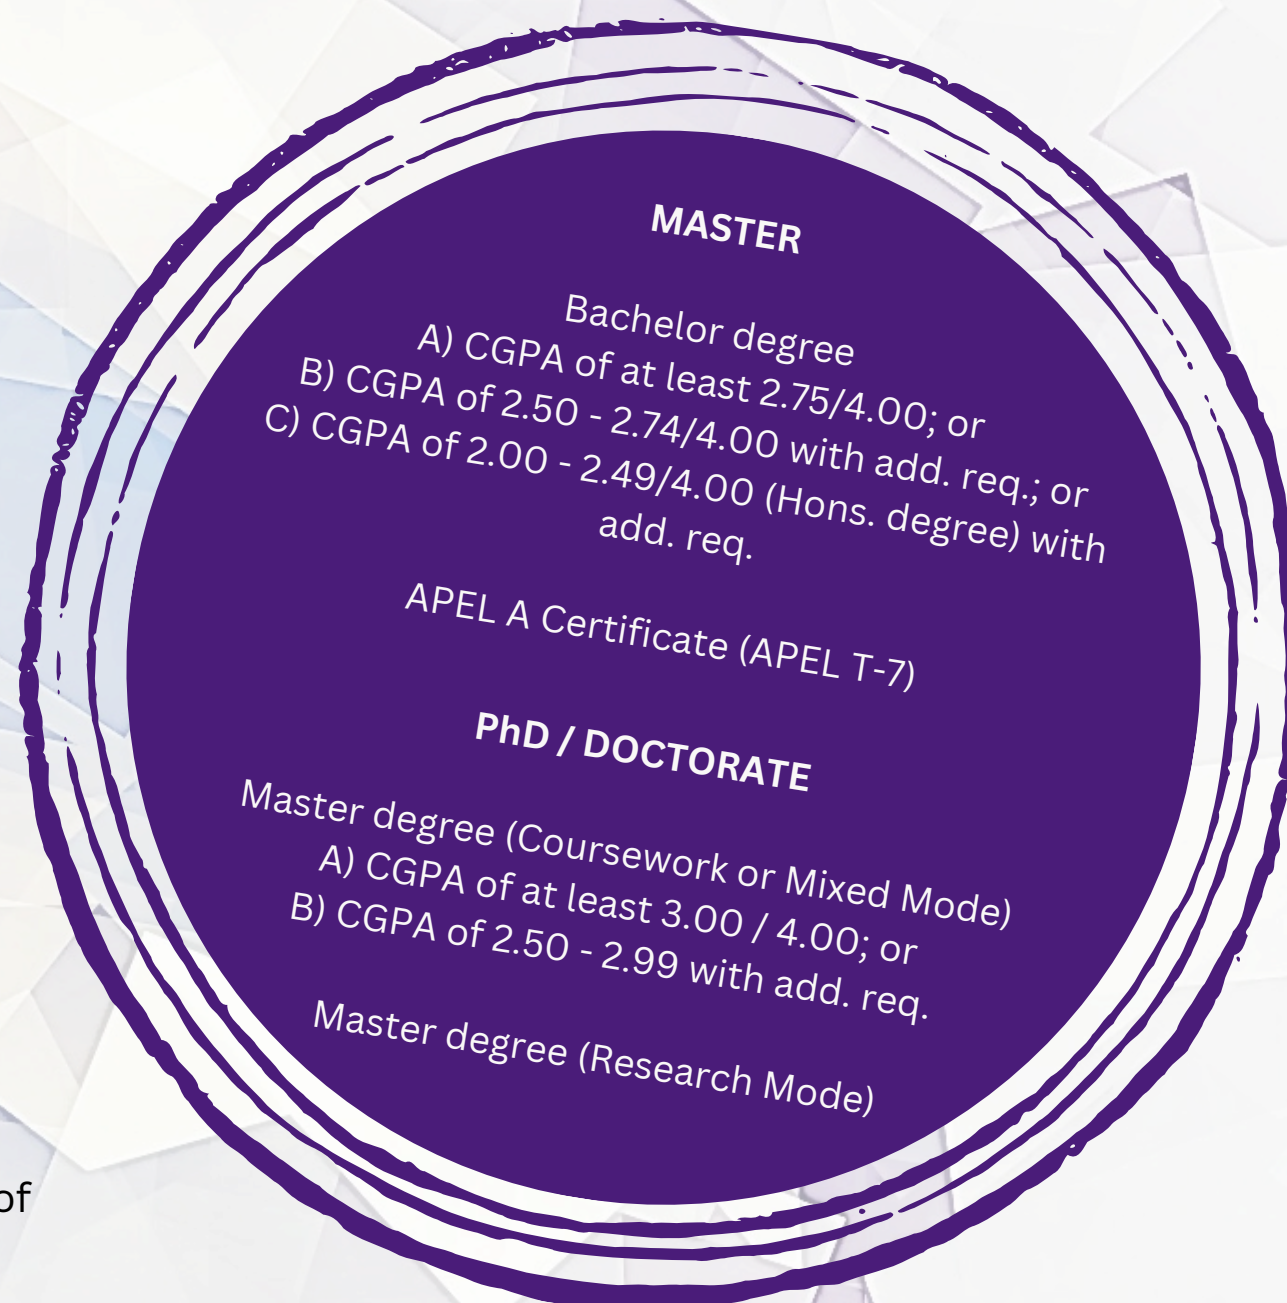 MASTER
Bachelor degree
A) CGPA of at least 2.75/4.00; or
B) CGPA of 2.50 - 2.74/4.00 with add. req.; or
C) CGPA of 2.00 - 2.49/4.00 (Hons. degree) with
add. req.
APEL A Certificate (APEL T-7)
PhD / DOCTORATE
Master degree (Coursework or Mixed Mode)
A) CGPA of at least 3.00 / 4.00; or
B) CGPA of 2.50 - 2.99 with add. req.
Master degree (Research Mode)
of